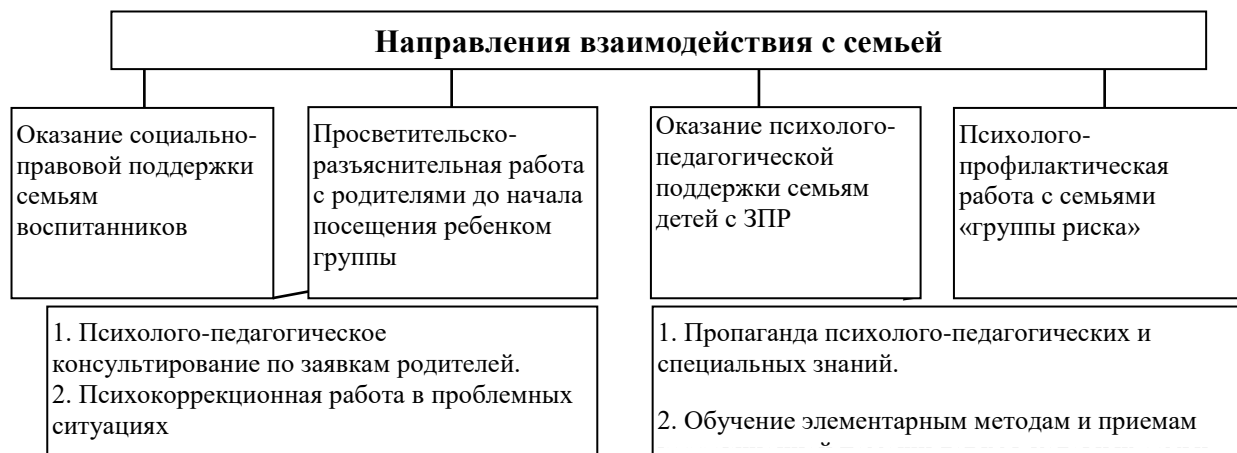 Направления взаимодействия с семьей
Оказание социально-
правовой поддержки
семьям
воспитанников
Просветительско-
разъяснительная работа
с родителями до начала
посещения ребенком
группы
Оказание психолого-
педагогической
поддержки семьям
детей с ЗПР
Психолого-
профилактическая
работа с семьями
«группы риска»
1. Психолого-педагогическое
консультирование по заявкам родителей.
2. Психокоррекционная работа в проблемных
ситуациях
1. Пропаганда психолого-педагогических и
специальных знаний.
2. Обучение элементарным методам и приемам